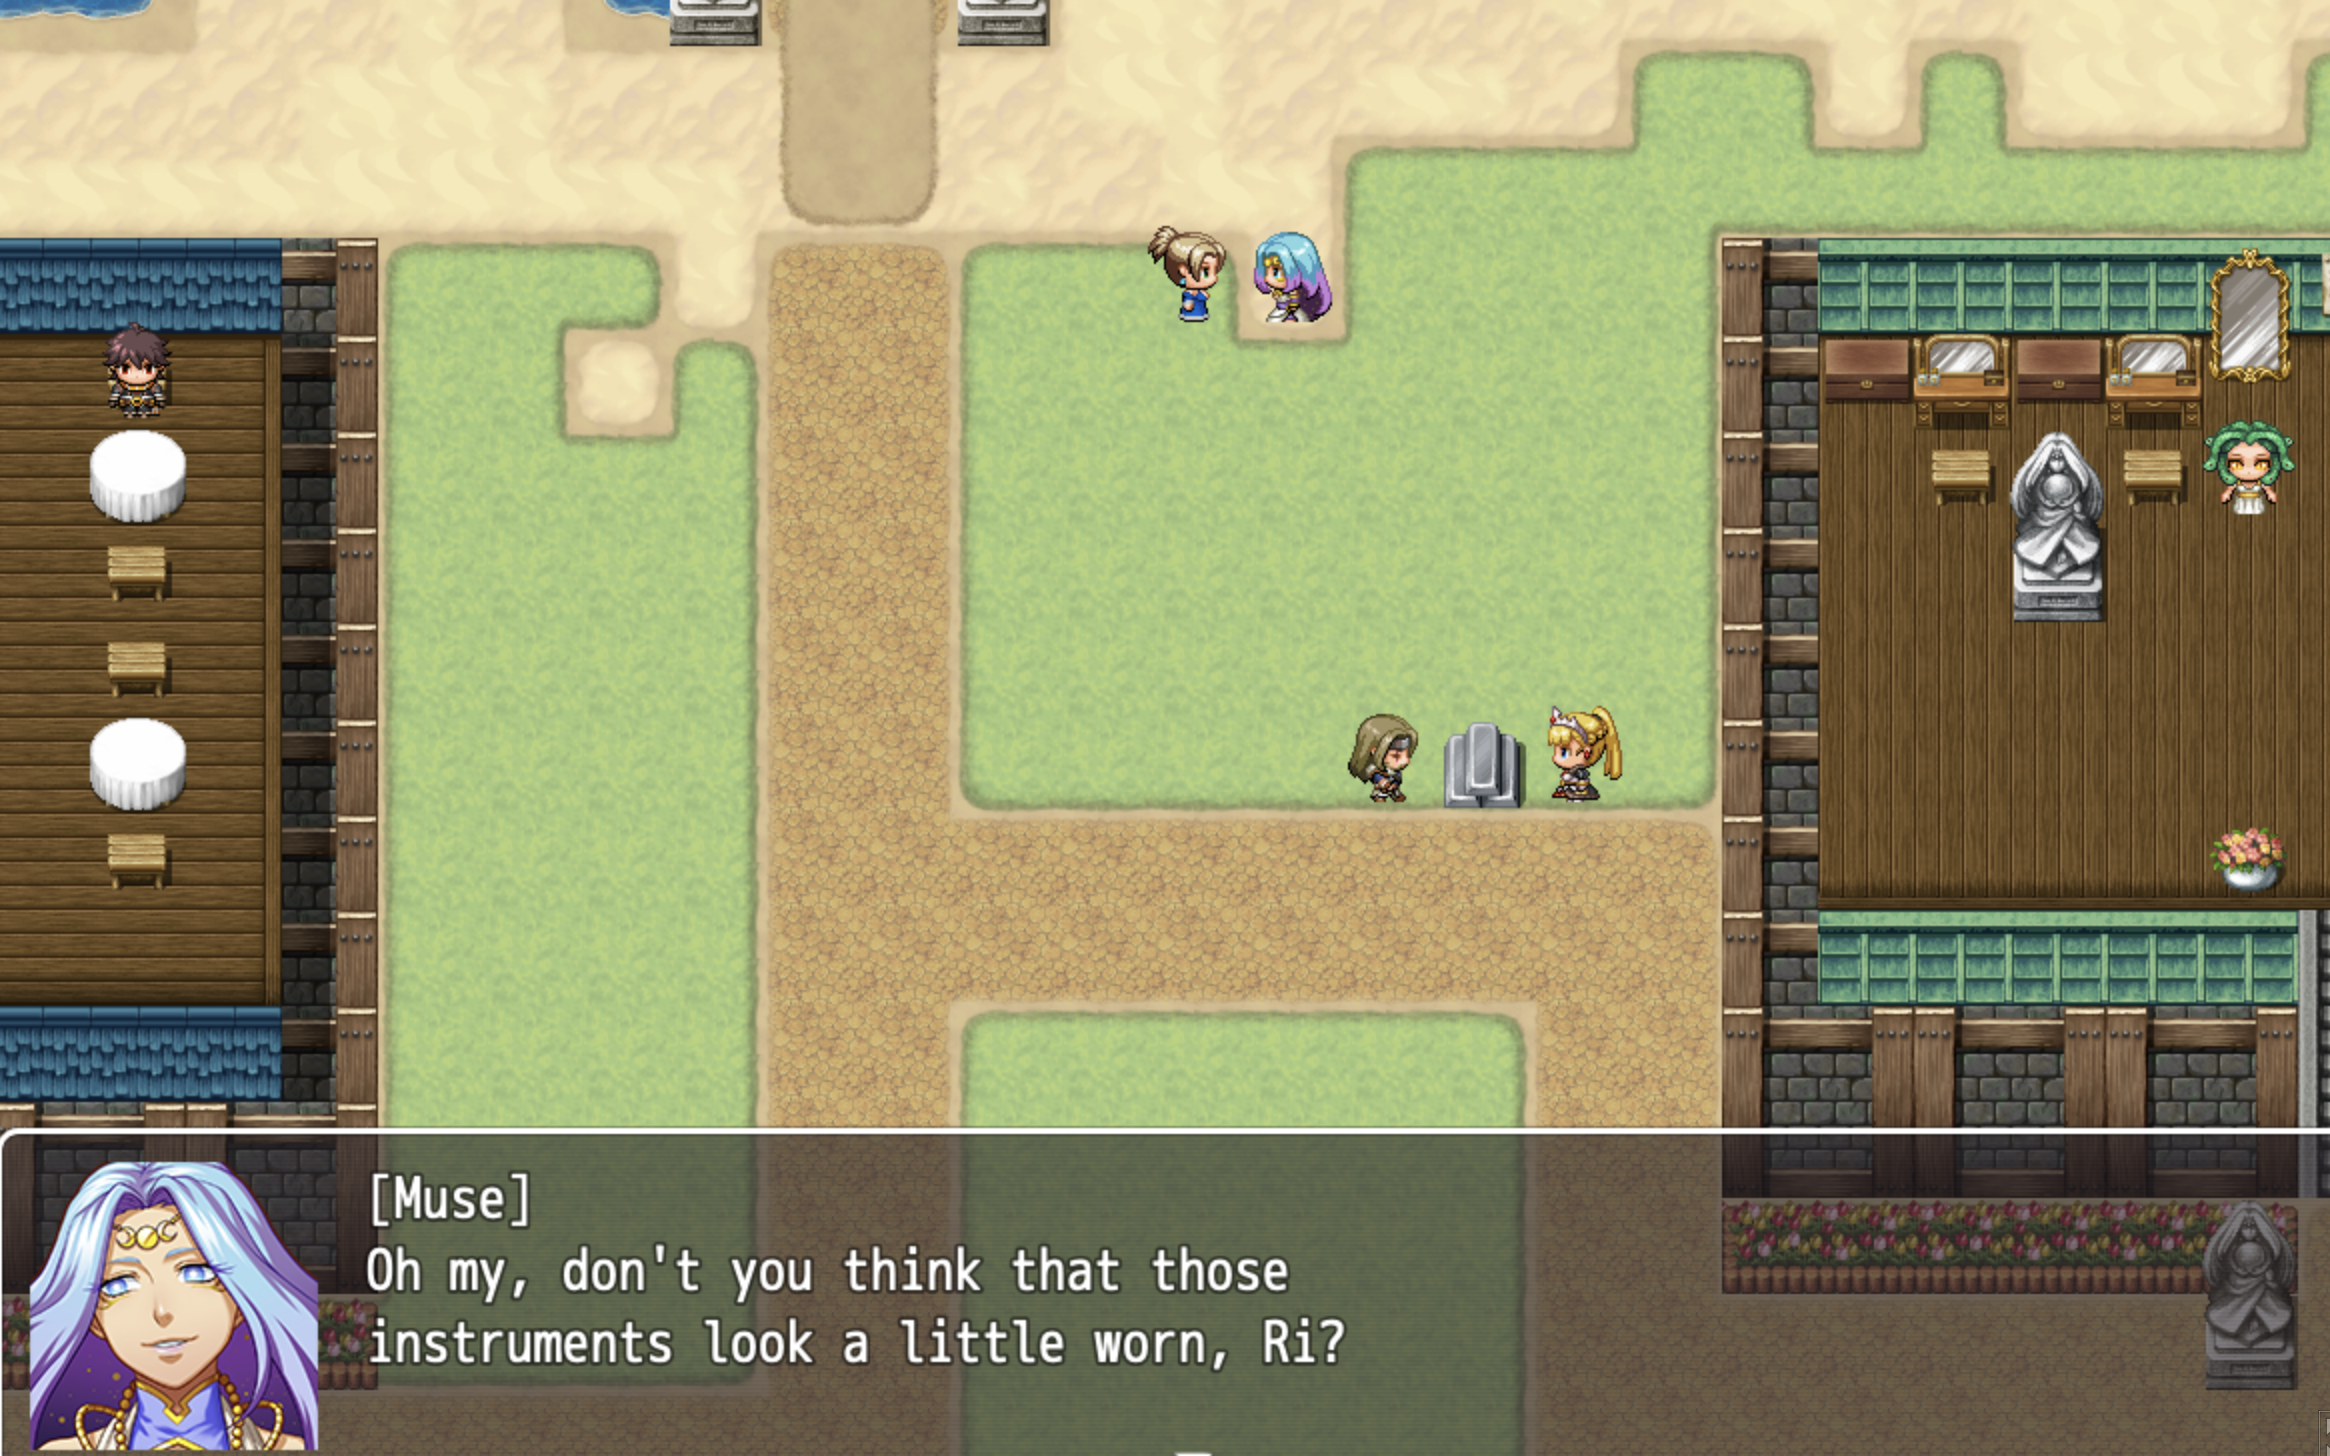 [Muse]
Oh my, don't you think that those
instruments look a little worn, Ri?